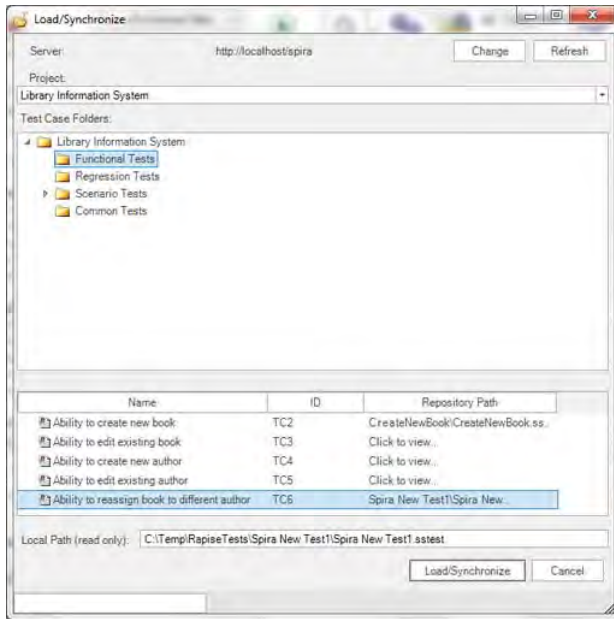 Load/Synchronize
Server: http://localhost/spira Change Refresh
Project:
Library Information System
Test Case Folders:
Library Information System
Functional Tests
Regression Tests
Scenario Tests
Common Tests
Name ID Repository Path
Ability to create new book TC2 CreateNewBook\CreateNewBook.ss..
Ability to edit existing book TC3 Click to view...
Ability to create new author TC4 Click to view...
Ability to edit existing author TC5 Click to view...
Ability to reassign book to different author TC6 Spira New Test1\Spira New...
Local Path (read only): C:\Temp\RapiseTests\Spira New Test1\Spira New Test1.sstest
Load/Synchronize Cancel